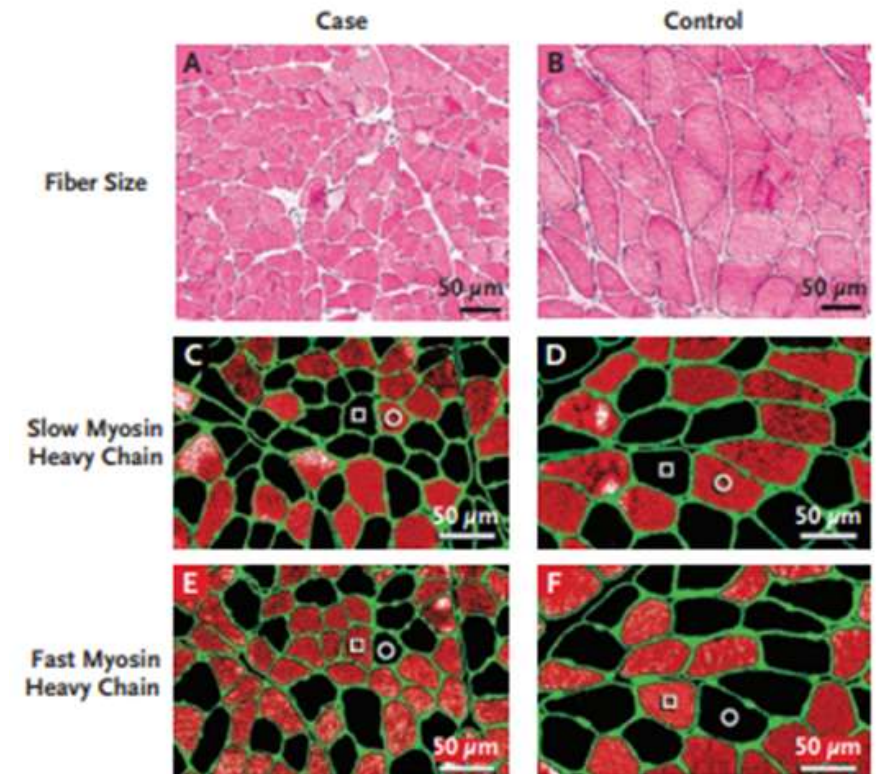 Case
Control
Fiber Size
A
50 µm
B
50 µm
Slow Myosin
Heavy Chain
C
50 µm
D
50 µm
Fast Myosin
Heavy Chain
E
50 µm
F
50 µm